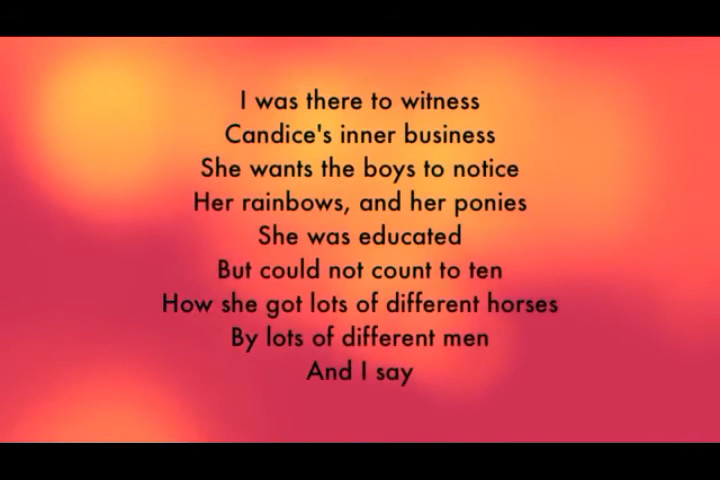 I was there to witness
Candice's inner business
She wants the boys to notice
Her rainbows, and her ponies
She was educated
But could not count to ten
How she got lots of different horses
By lots of different men
And I say